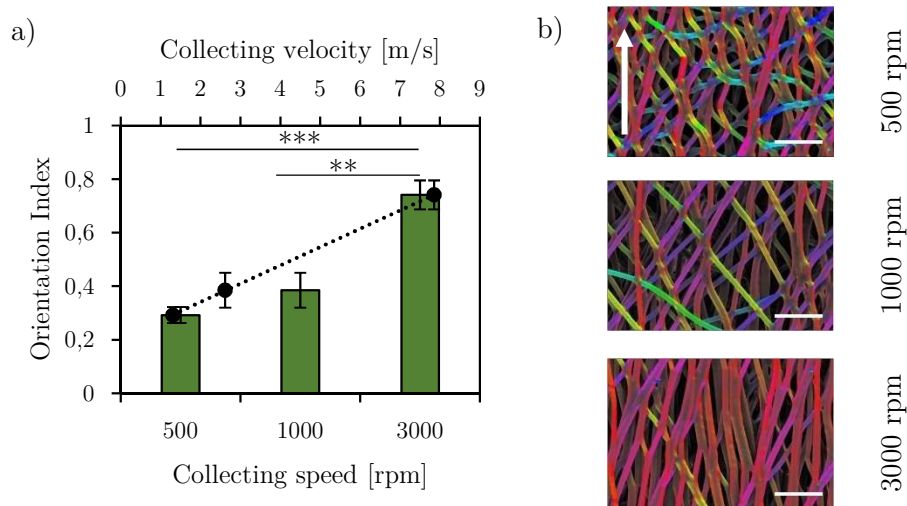 a)
Collecting velocity [m/s]
0 1 2 3 4 5 6 7 8 9
1
0,8
0,6
0,4
0,2
0
Orientation Index
***
**
500 1000 3000
Collecting speed [rpm]
b)
500 rpm
1000 rpm
3000 rpm